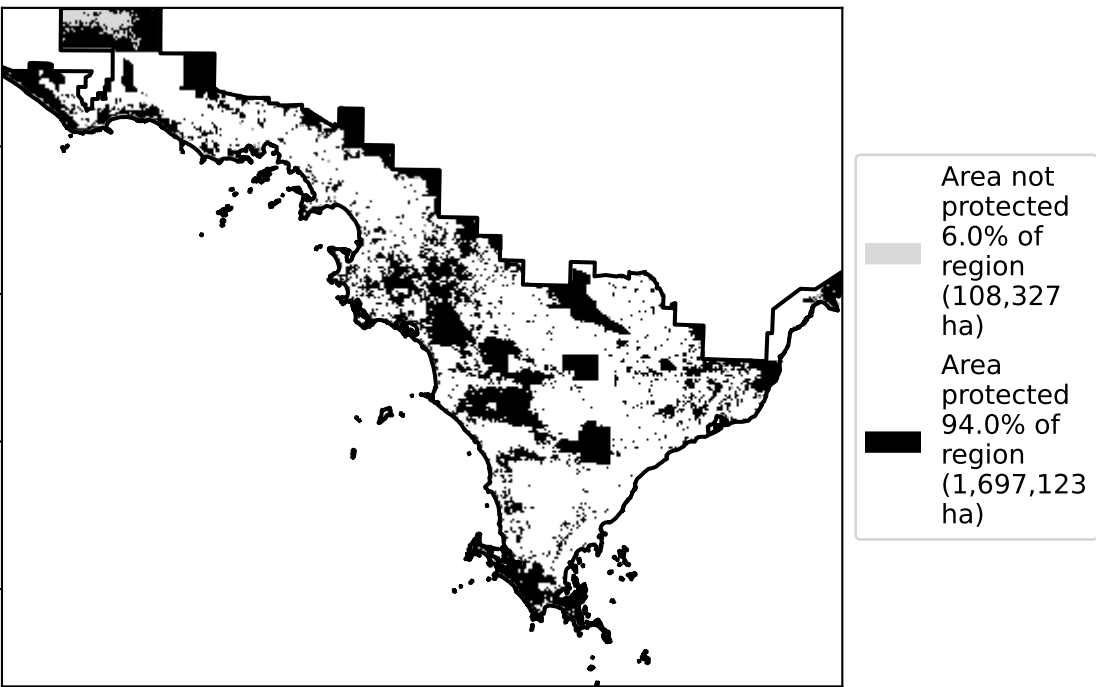 Area not
protected
6.0% of
region
(108,327
ha)
Area
protected
94.0% of
region
(1,697,123
ha)